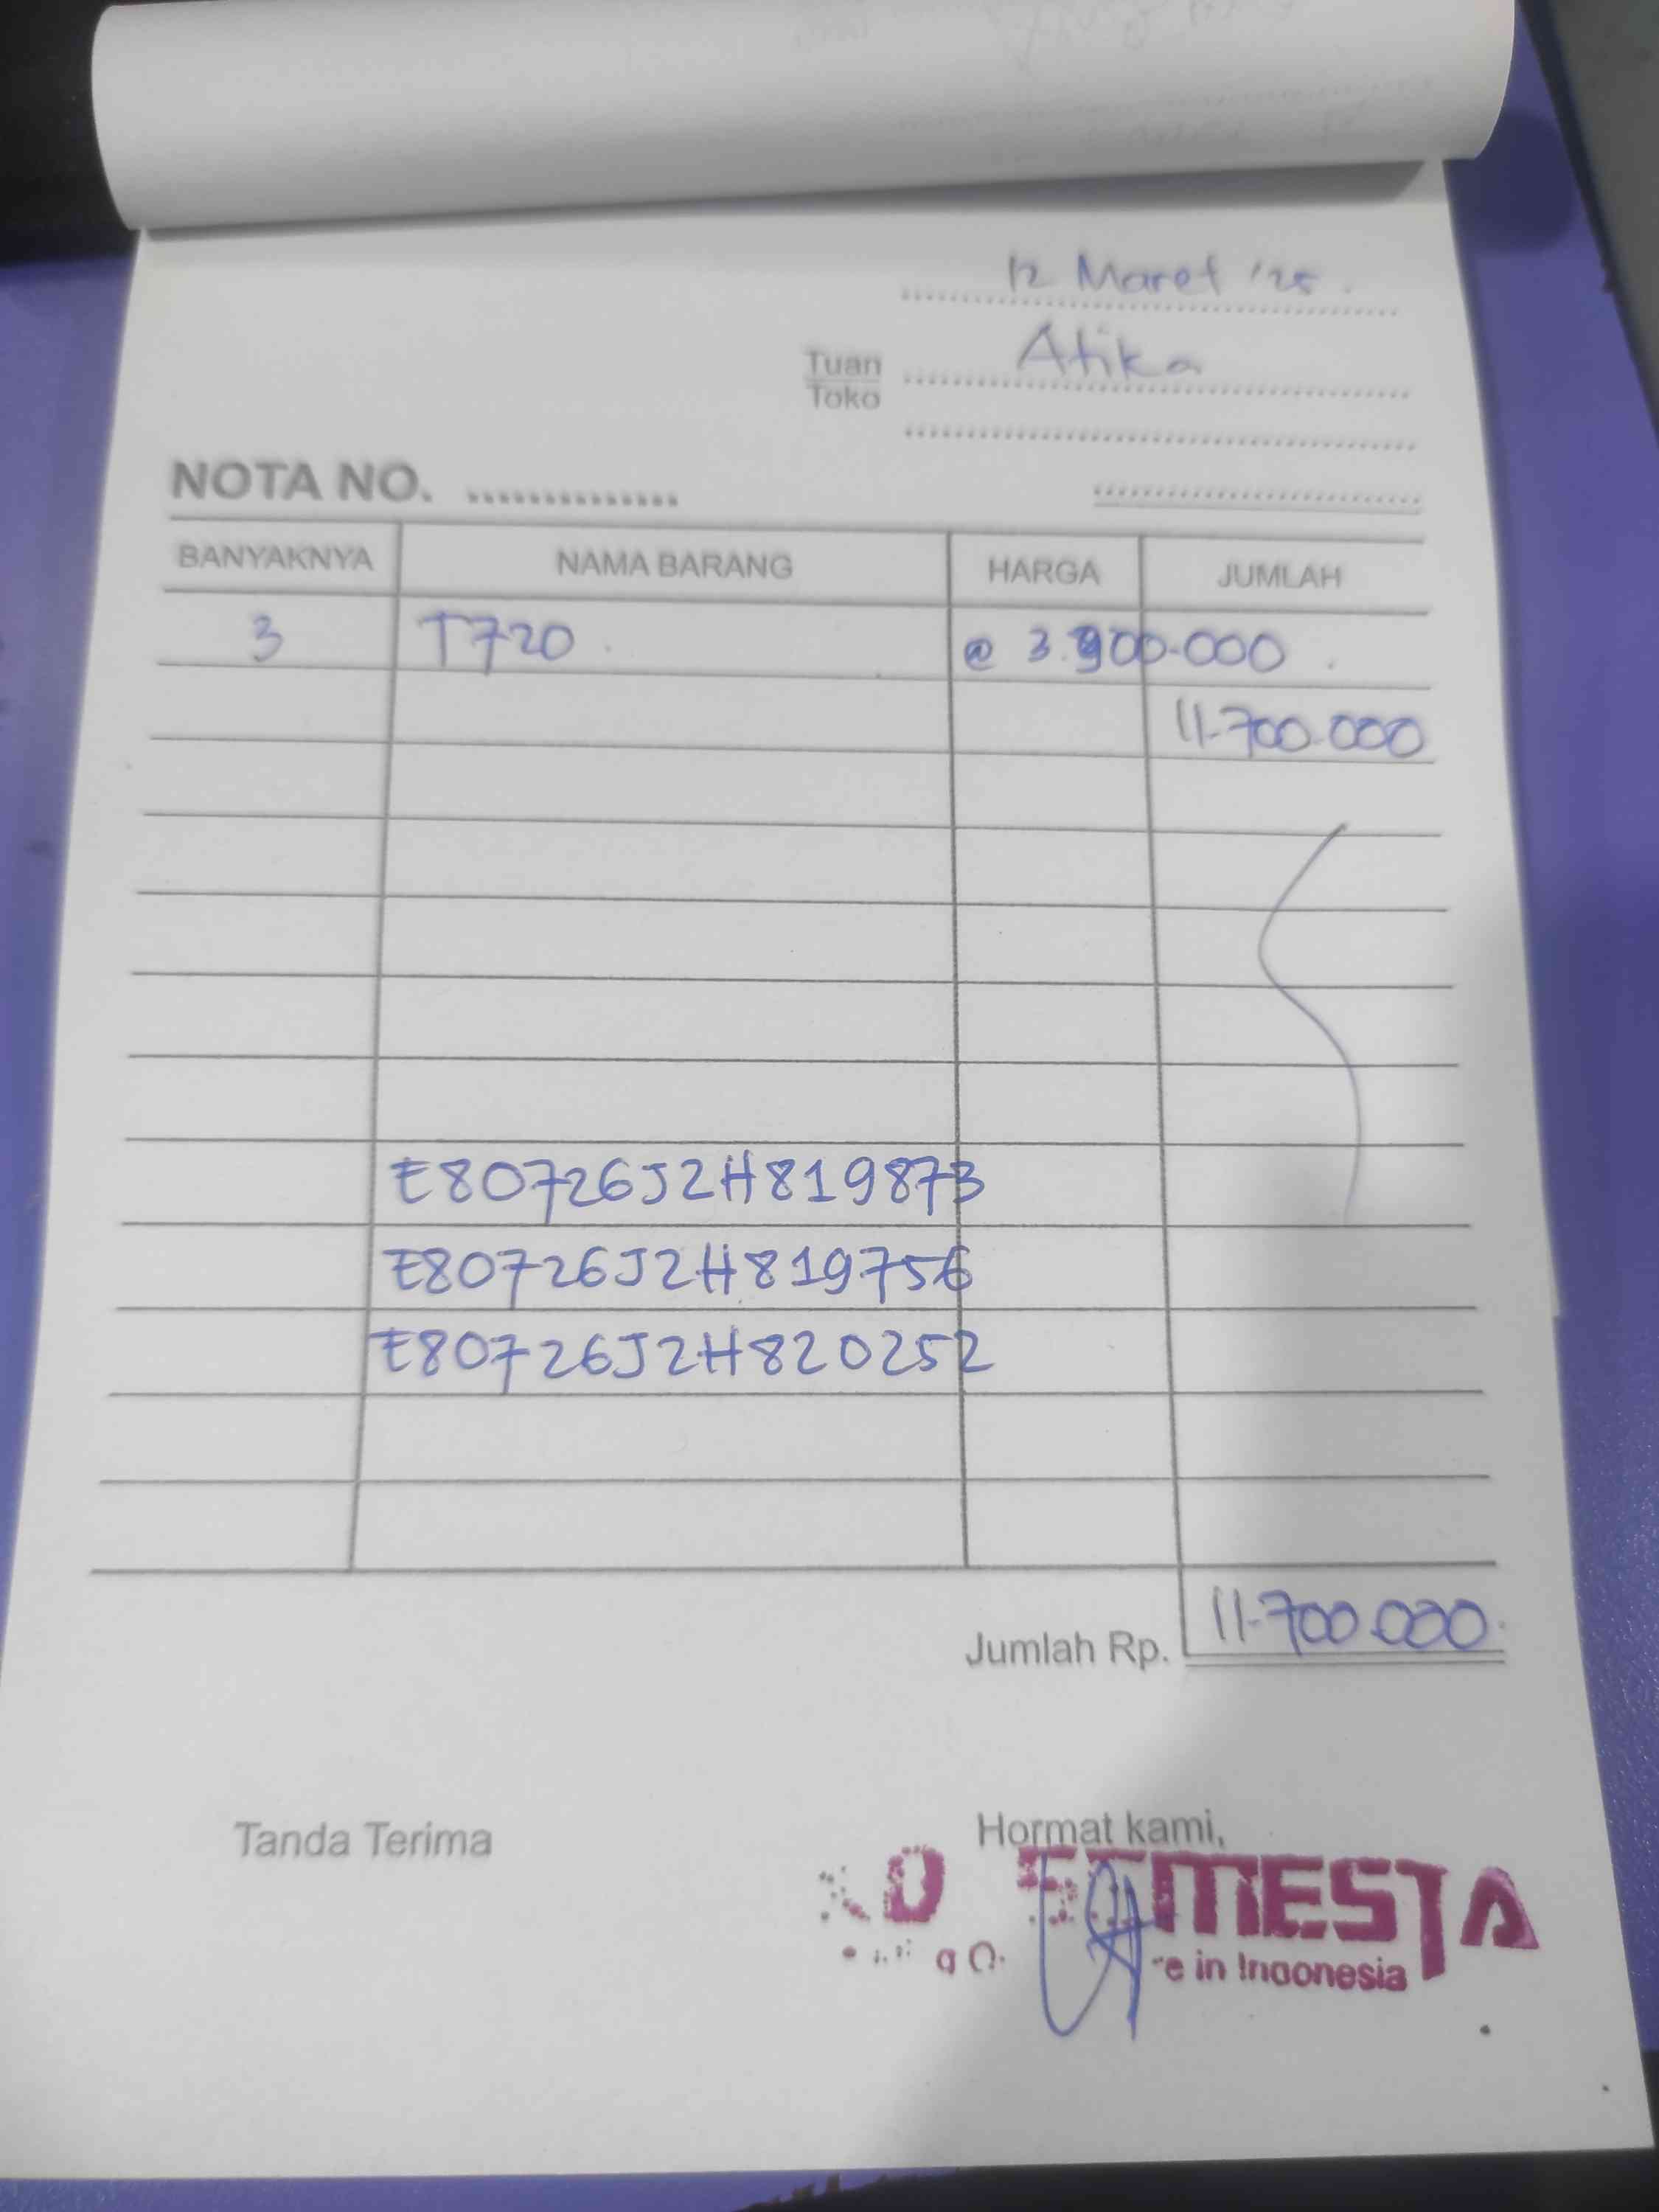 12 Maret '25.
Tuan Atika
Toko
NOTA NO.
BANYAKNYA NAMA BARANG HARGA JUMLAH
3 T720 @ 3.900.000
11.700.000
E80726J2H819873
E80726J2H819756
E80726J2H820252
Jumlah Rp. 11.700.000
Tanda Terima Hormat kami,
in Indonesia